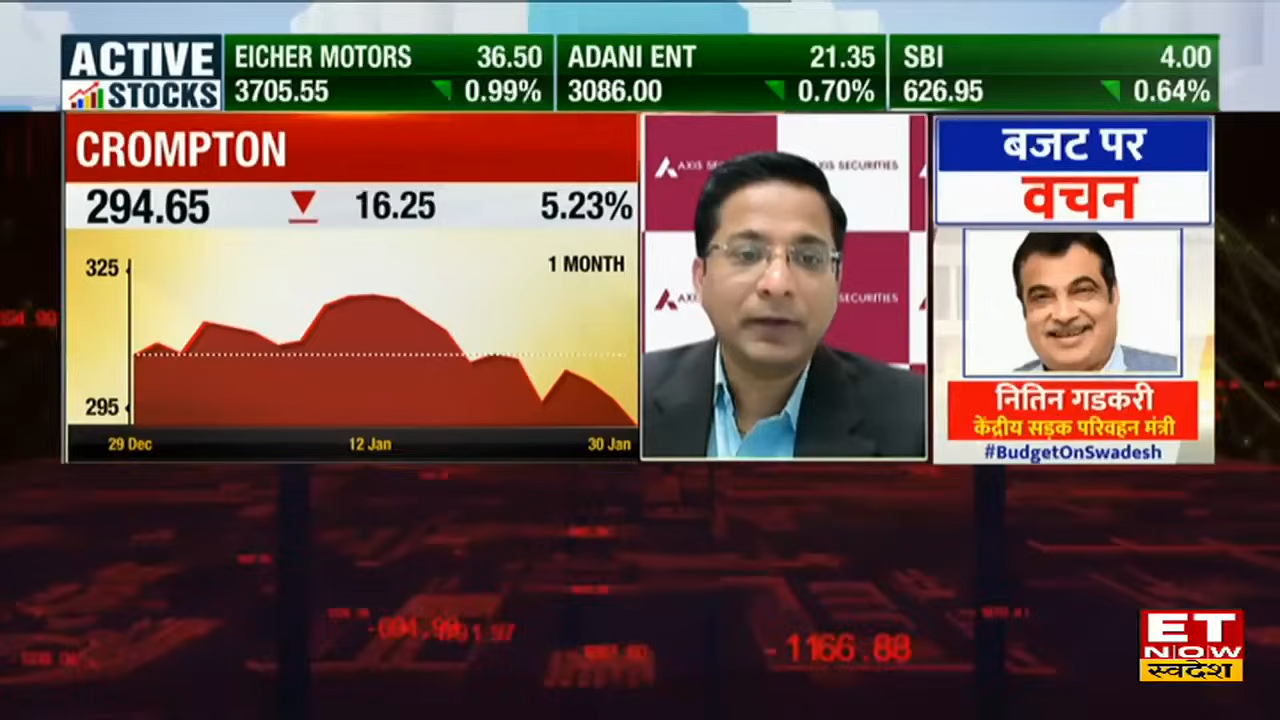 ACTIVE STOCKS
EICHER MOTORS 36.50
3705.55 0.99%
ADANI ENT 21.35
3086.00 0.70%
SBI 4.00
626.95 0.64%
CROMPTON
294.65 16.25 5.23%
1 MONTH
325
295
29 Dec 12 Jan 30 Jan
AXIS SECURITIES
बजट पर
वचन
नितिन गडकरी
केंद्रीय सड़क परिवहन मंत्री
#BudgetOnSwadesh
-1166.88
ET
NOW
स्वदेश